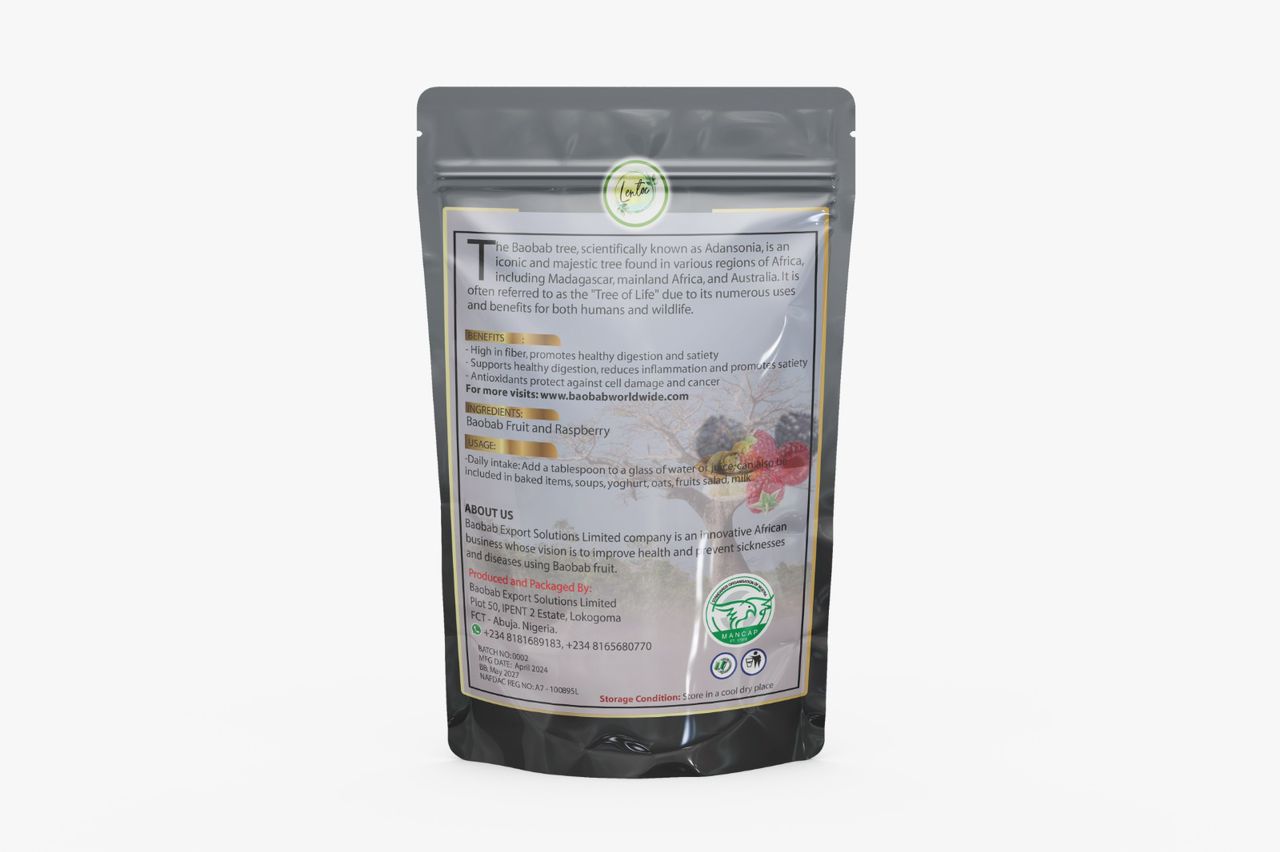 Lentoc
The Baobab tree, scientifically known as Adansonia, is an
iconic and majestic tree found in various regions of Africa,
including Madagascar, mainland Africa, and Australia. It is
often referred to as the "Tree of Life" due to its numerous uses
and benefits for both humans and wildlife.
BENEFITS :
- High in fiber, promotes healthy digestion and satiety
- Supports healthy digestion, reduces inflammation and promotes satiety
- Antioxidants protect against cell damage and cancer
For more visits: www.baobabworldwide.com
INGREDIENTS:
Baobab Fruit and Raspberry
USAGE:
-Daily intake: Add a tablespoon to a glass of water or juice, can also be
included in baked items, soups, yoghurt, oats, fruits salad, milk
ABOUT US
Baobab Export Solutions Limited company is an innovative African
business whose vision is to improve health and prevent sicknesses
and diseases using Baobab fruit.
Produced and Packaged By:
Baobab Export Solutions Limited
Plot 50, IPENT 2 Estate, Lokogoma
FCT - Abuja. Nigeria.
+234 8181689183, +234 8165680770
BATCH NO: 0002
MFG DATE: April 2024
BB: May 2027
NAFDAC REG NO: A7 - 100895L
STANDARDS ORGANISATION OF NIGERIA
MANCAP
Storage Condition: Store in a cool dry place